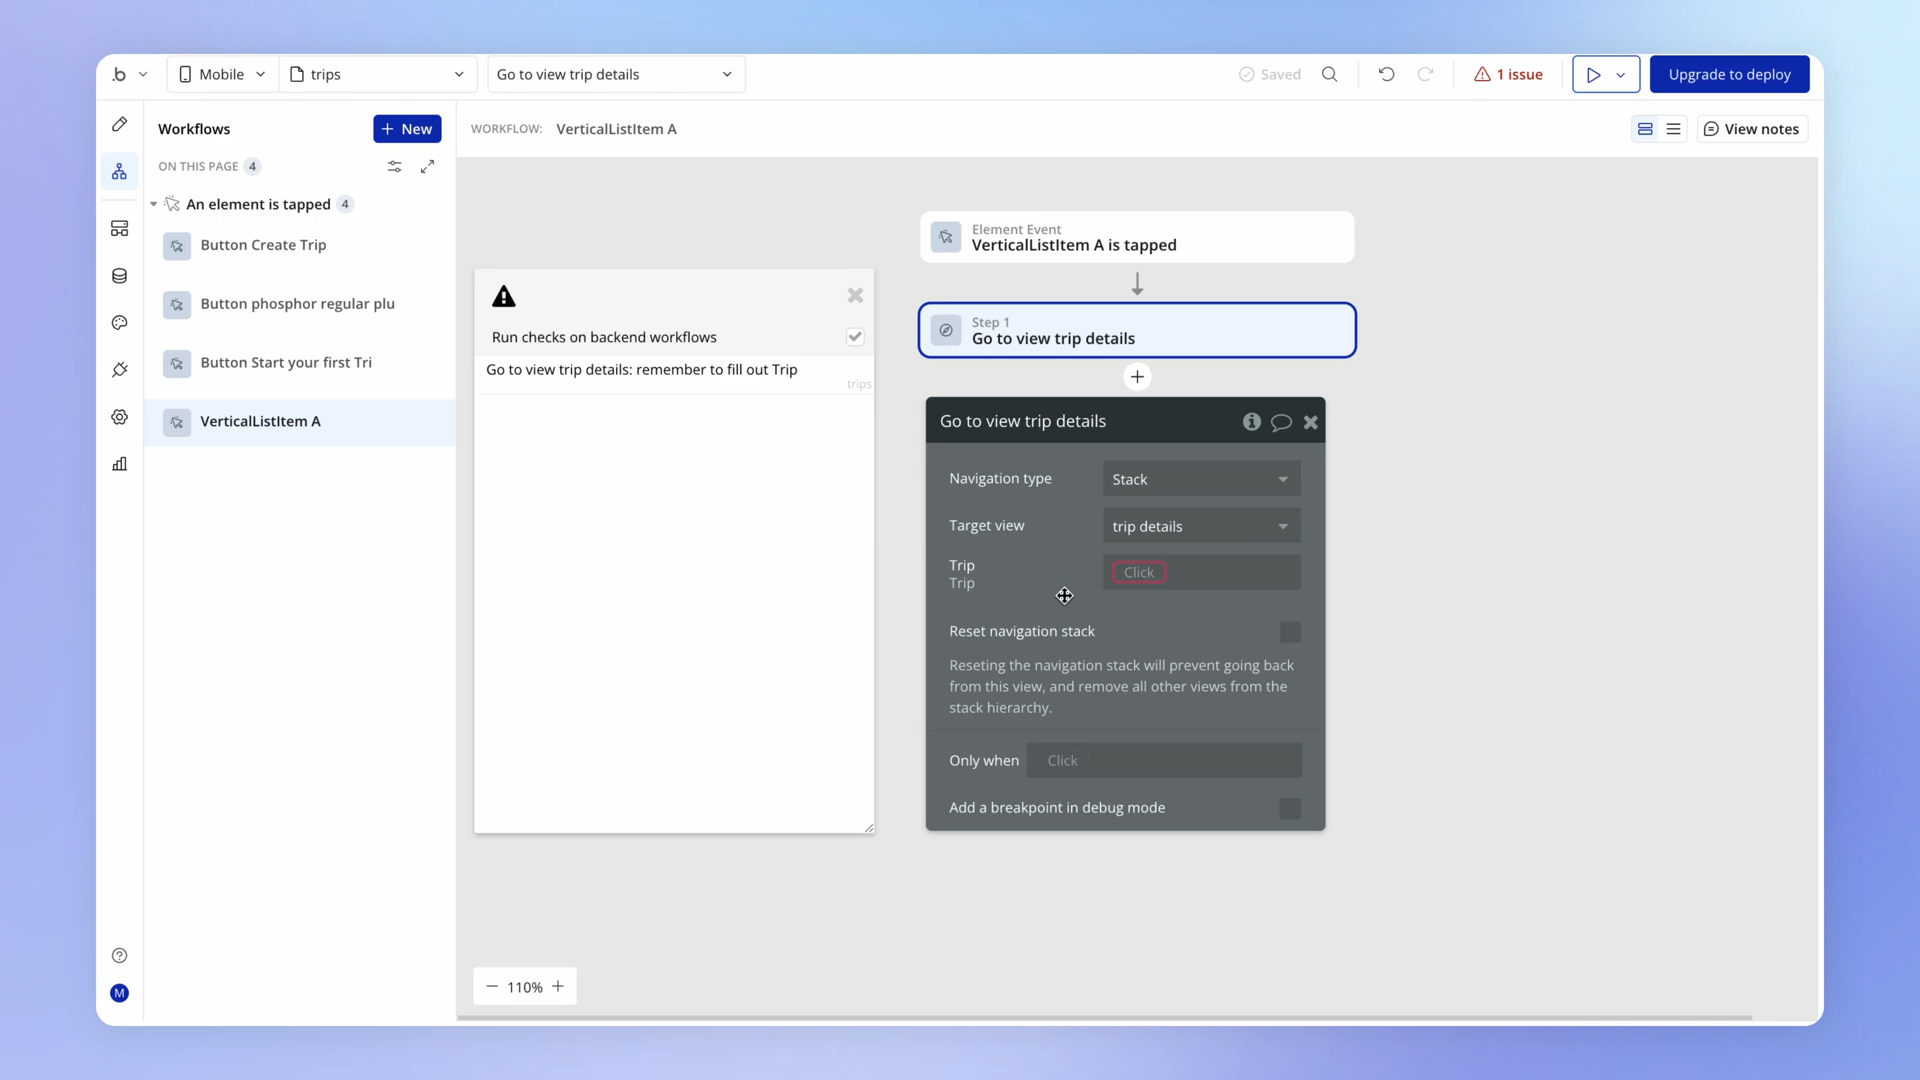 .b
Mobile
trips
Go to view trip details
Saved
1 issue
Upgrade to deploy
Workflows
+ New
WORKFLOW: VerticalListItem A
View notes
ON THIS PAGE 4
An element is tapped 4
Button Create Trip
Button phosphor regular plu
Button Start your first Tri
VerticalListItem A
Run checks on backend workflows
Go to view trip details: remember to fill out Trip
trips
Element Event
VerticalListItem A is tapped
Step 1
Go to view trip details
Go to view trip details
Navigation type
Stack
Target view
trip details
Trip
Trip
Click
Reset navigation stack
Reseting the navigation stack will prevent going back
from this view, and remove all other views from the
stack hierarchy.
Only when
Click
Add a breakpoint in debug mode
110%
M